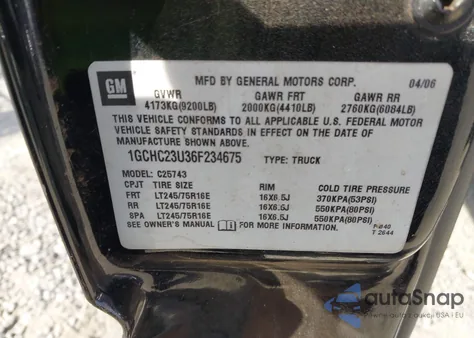 GM
MFD BY GENERAL MOTORS CORP. 04/06
GVWR GAWR FRT GAWR RR
4173KG(9200LB) 2000KG(4410LB) 2760KG(6084LB)
THIS VEHICLE CONFORMS TO ALL APPLICABLE U.S. FEDERAL MOTOR
VEHICLE SAFETY STANDARDS IN EFFECT ON THE DATE OF
MANUFACTURE SHOWN ABOVE.
1GCHC23U36F234675 TYPE: TRUCK
MODEL: C25743
CPJT TIRE SIZE RIM COLD TIRE PRESSURE
FRT LT245/75R16E 16X6.5J 370KPA(53PSI)
RR LT245/75R16E 16X6.5J 550KPA(80PSI)
SPA LT245/75R16E 16X6.5J 550KPA(80PSI)
SEE OWNER'S MANUAL FOR MORE INFORMATION.
T 2644
autoSnap